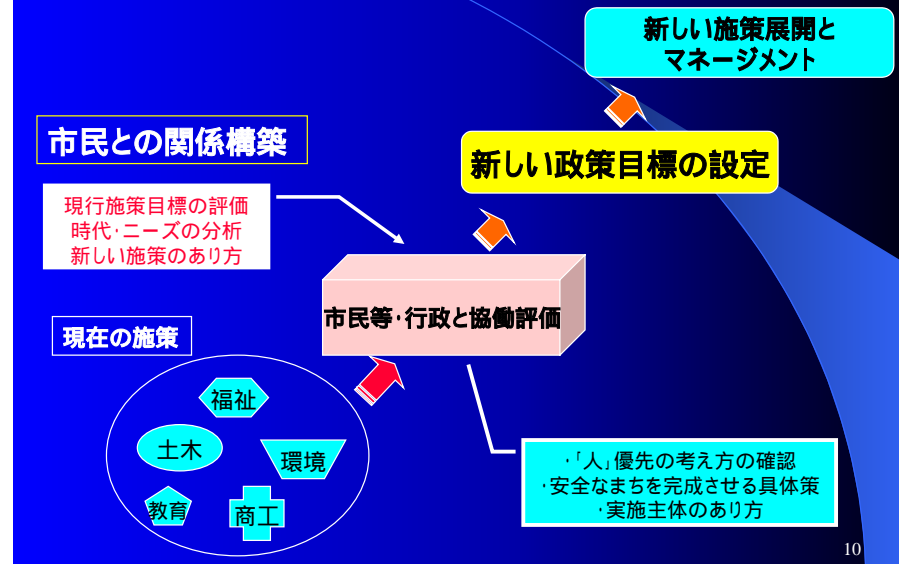 新しい施策展開と
マネージメント
市民との関係構築
新しい政策目標の設定
現行施策目標の評価
時代・ニーズの分析
新しい施策のあり方
市民等・行政と協働評価
現在の施策
福祉
土木
環境
教育
商工
・「人」優先の考え方の確認
・安全なまちを完成させる具体策
・実施主体のあり方
10